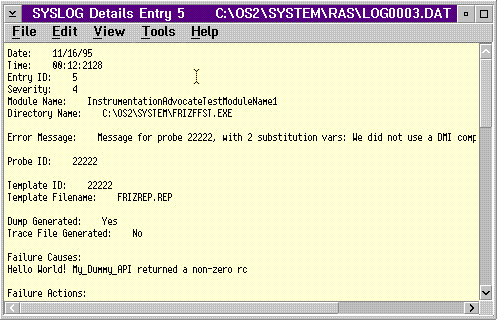 SYSLOG Details Entry 5 C:\OS2\SYSTEM\RAS\LOG0003.DAT
File Edit View Tools Help
Date: 11/16/95
Time: 00:12:2128
Entry ID: 5
Severity: 4
Module Name: InstrumentationAdvocateTestModuleName1
Directory Name: C:\OS2\SYSTEM\FRIZFFST.EXE
Error Message: Message for probe 22222, with 2 substitution vars: We did not use a DMI comp
Probe ID: 22222
Template ID: 22222
Template Filename: FRIZREP.REP
Dump Generated: Yes
Trace File Generated: No
Failure Causes:
Hello World! My_Dummy_API returned a non-zero rc
Failure Actions: